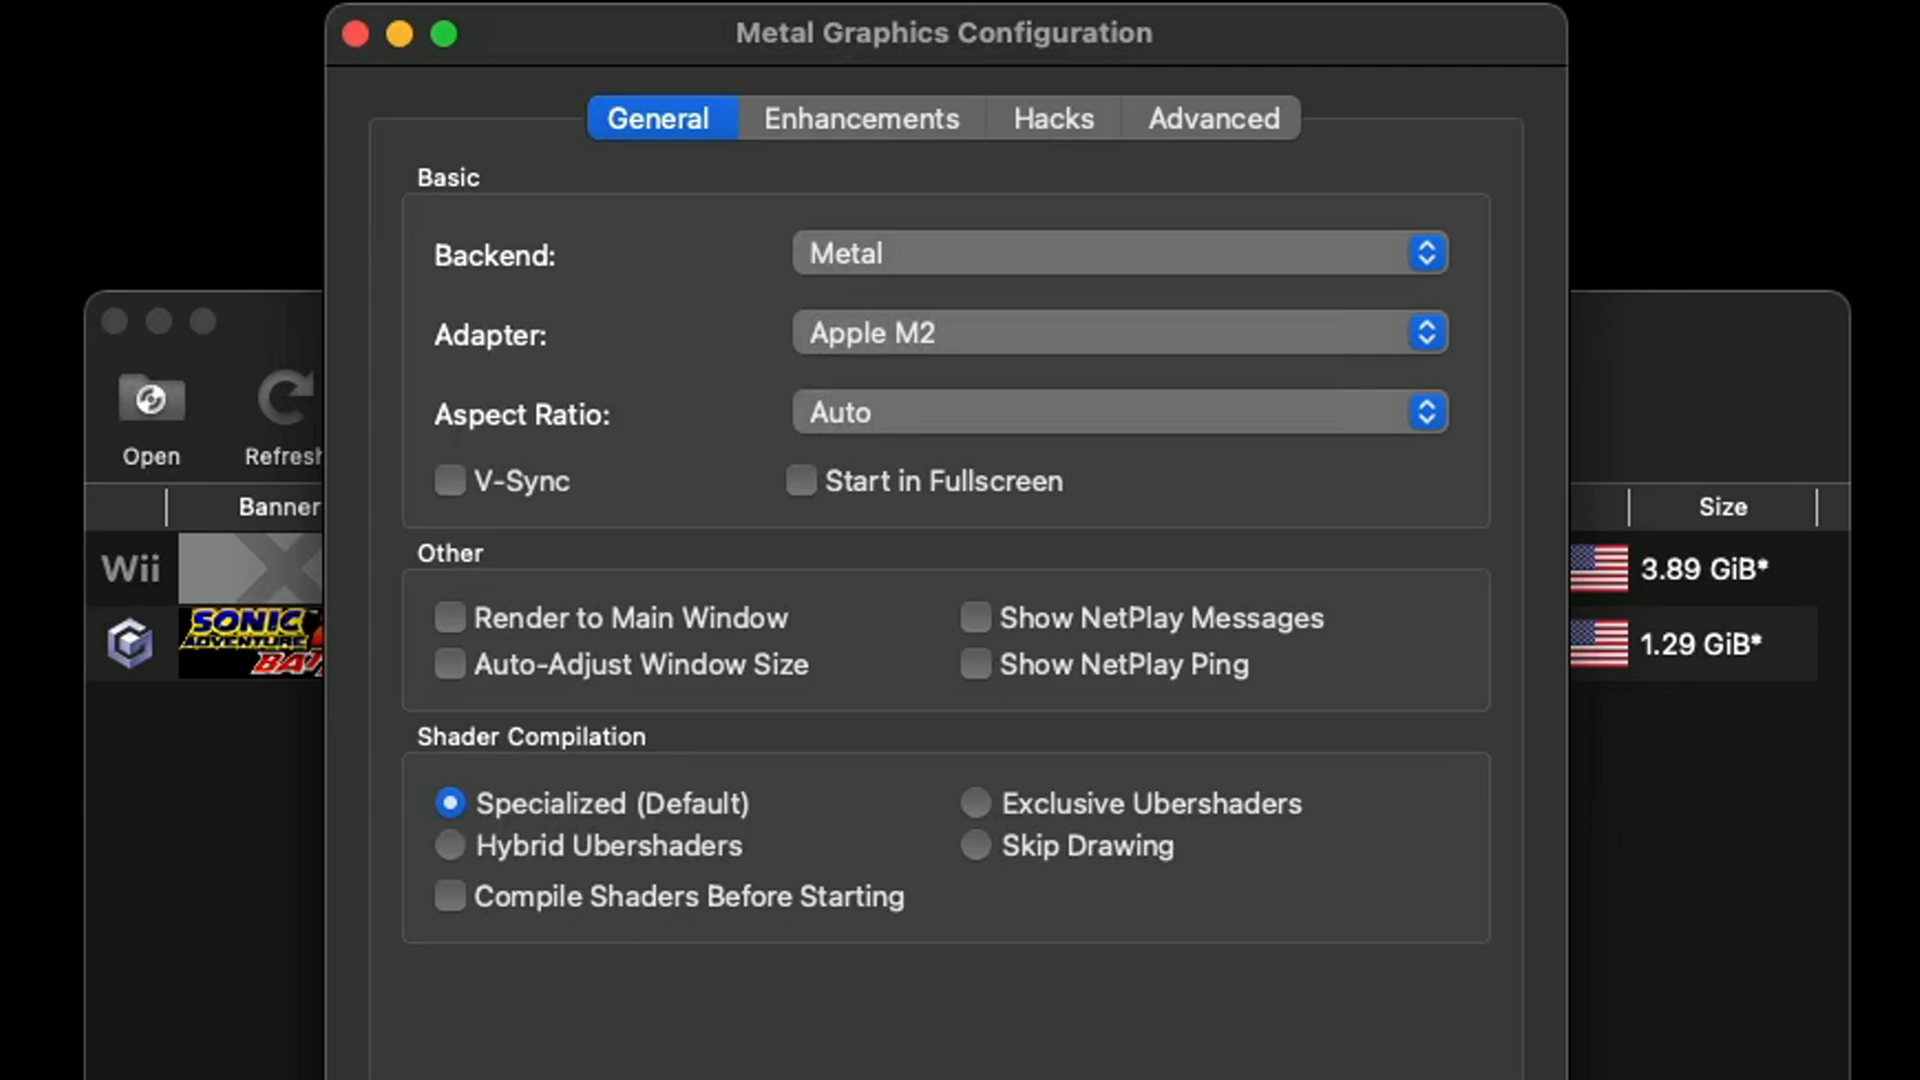 Metal Graphics Configuration
General Enhancements Hacks Advanced
Basic
Backend: Metal
Adapter: Apple M2
Aspect Ratio: Auto
V-Sync Start in Fullscreen
Other
Render to Main Window Show NetPlay Messages
Auto-Adjust Window Size Show NetPlay Ping
Shader Compilation
Specialized (Default) Exclusive Ubershaders
Hybrid Ubershaders Skip Drawing
Compile Shaders Before Starting
Open Refresh
Banner Size
Wii 3.89 GiB*
SONIC
ADVENTURE
BAT
1.29 GiB*